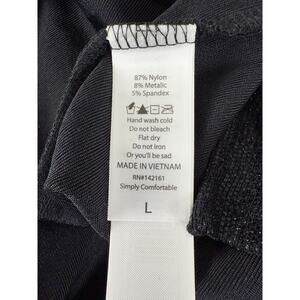 87% Nylon
8% Metallic
5% Spandex
Hand wash cold
Do not bleach
Flat dry
Do not iron
Or you'll be sad
MADE IN VIETNAM
RN#142161
Simply Comfortable
L